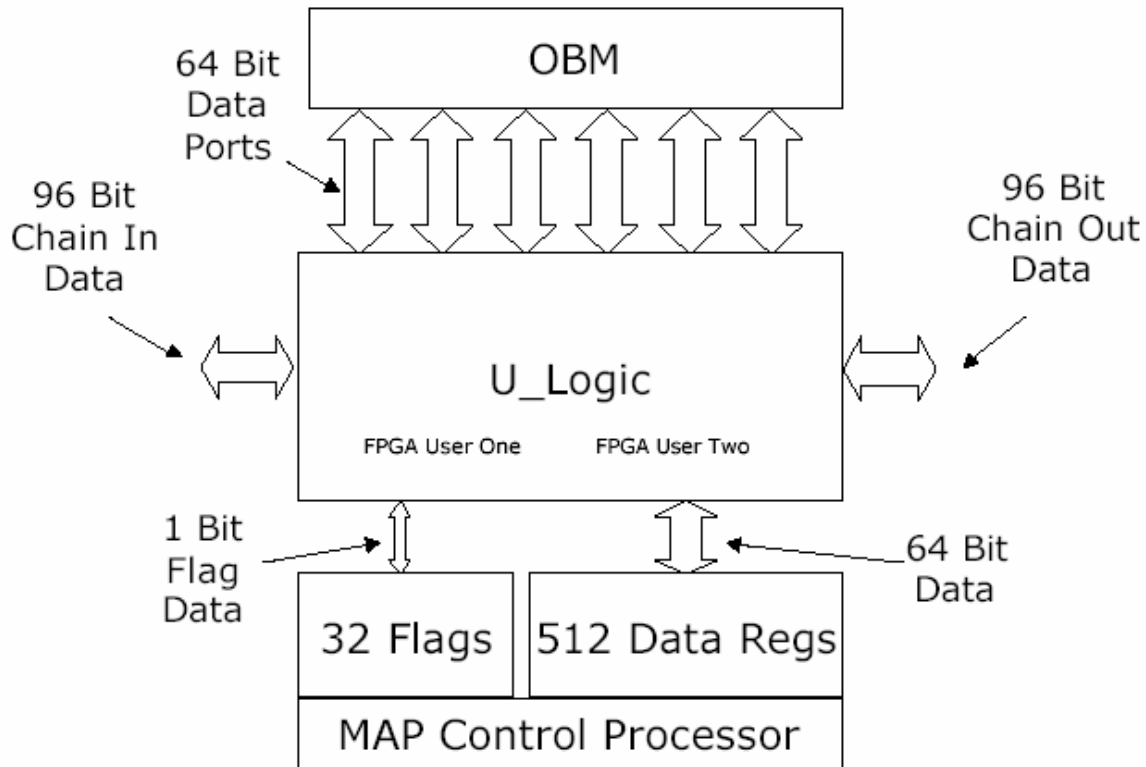 OBM
64 Bit
Data
Ports
96 Bit
Chain In
Data
96 Bit
Chain Out
Data
U_Logic
FPGA User One
FPGA User Two
1 Bit
Flag
Data
64 Bit
Data
32 Flags
512 Data Regs
MAP Control Processor